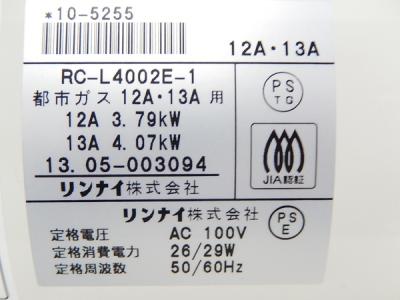 *10-5255
12A・13A
RC-L4002E-1
都市ガス 12A・13A 用
12A 3.79kW
13A 4.07kW
13.05-003094
リンナイ株式会社
PS
TG
JIA認証
リンナイ株式会社
定格電圧 AC 100V
定格消費電力 26/29W
定格周波数 50/60Hz
PS
E